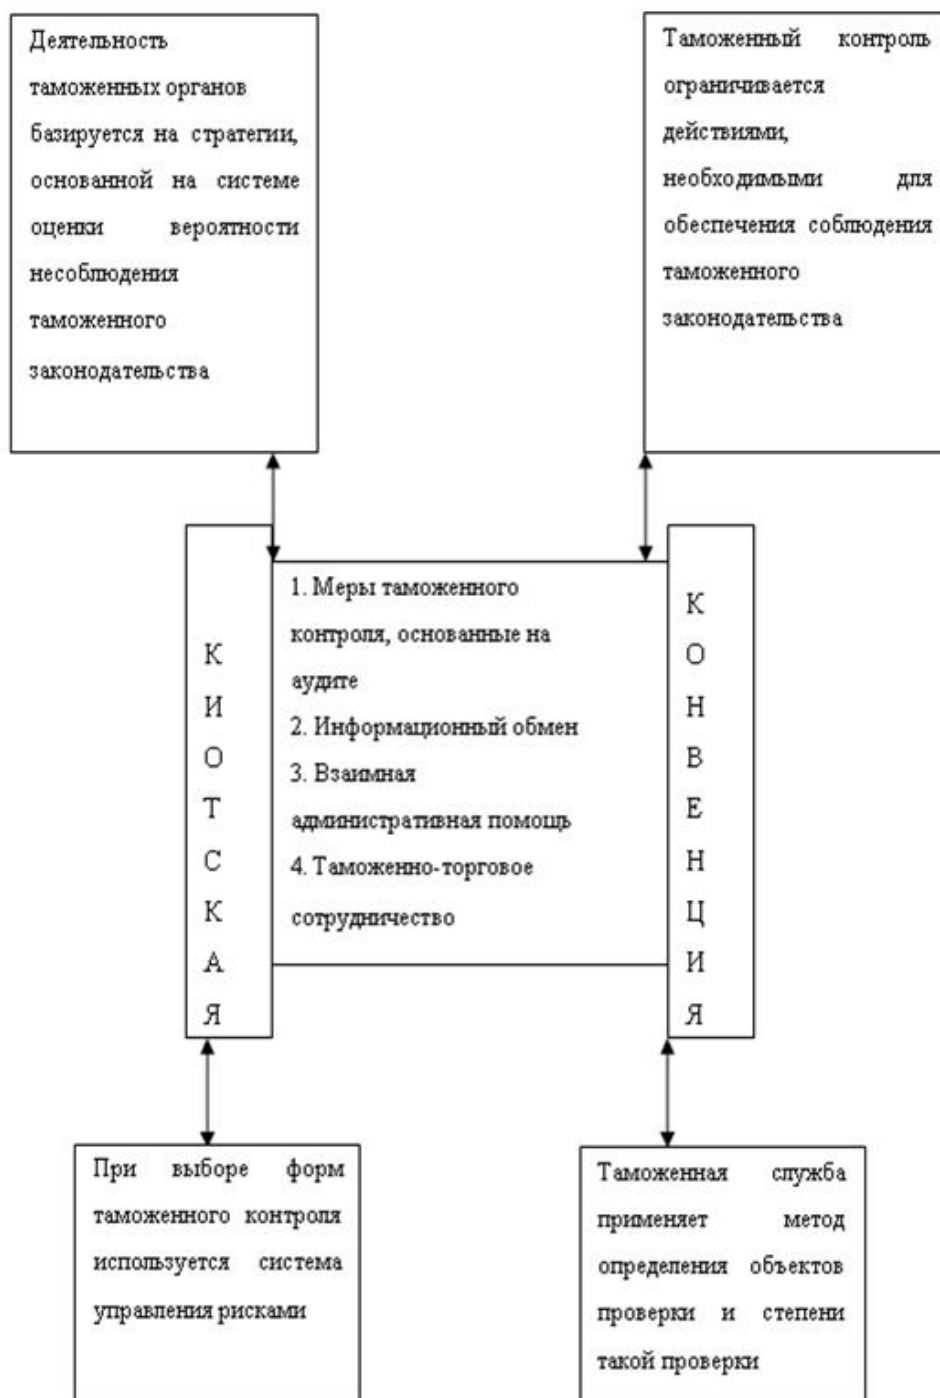 Деятельность
таможенных органов
базируется на стратегии,
основанной на системе
оценки вероятности
несоблюдения
таможенного
законодательства
Таможенный контроль
ограничивается
действиями,
необходимыми для
обеспечения соблюдения
таможенного
законодательства
К
И
О
Т
С
К
А
Я
1. Меры таможенного
контроля, основанные на
аудите
2. Информационный обмен
3. Взаимная
административная помощь
4. Таможенно-торговое
сотрудничество
К
О
Н
В
Е
Н
Ц
И
Я
При выборе форм
таможенного контроля
используется система
управления рисками
Таможенная служба
применяет метод
определения объектов
проверки и степени
такой проверки